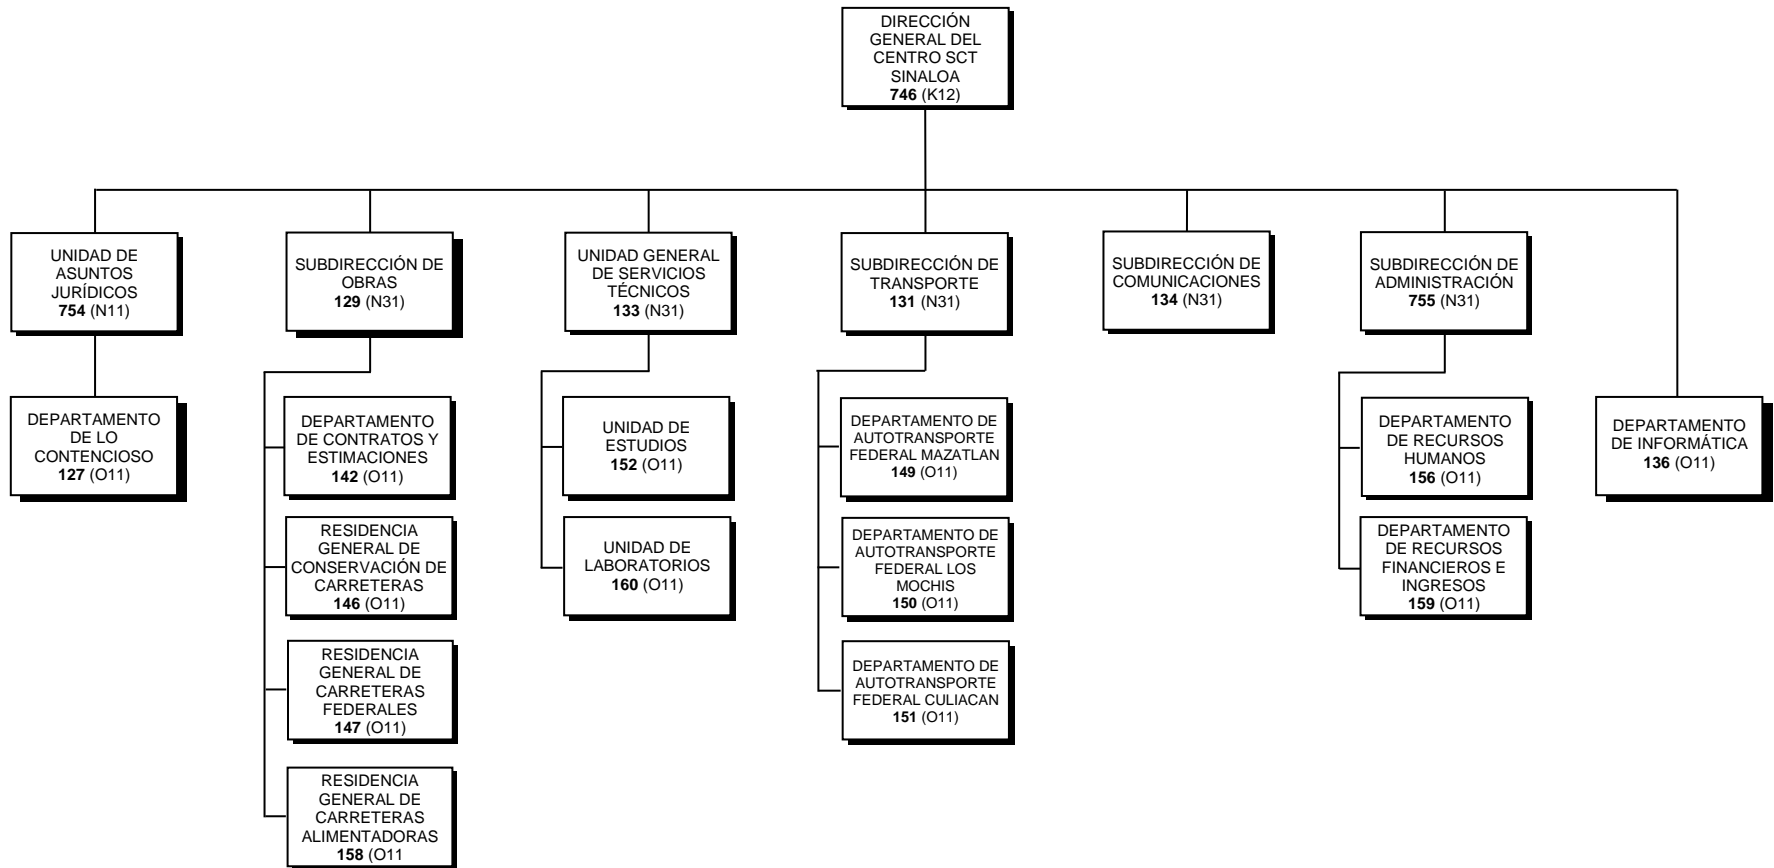 DIRECCIÓN
GENERAL DEL
CENTRO SCT
SINALOA
746 (K12)
UNIDAD DE
ASUNTOS
JURÍDICOS
754 (N11)
SUBDIRECCIÓN DE
OBRAS
129 (N31)
UNIDAD GENERAL
DE SERVICIOS
TÉCNICOS
133 (N31)
SUBDIRECCIÓN DE
TRANSPORTE
131 (N31)
SUBDIRECCIÓN DE
COMUNICACIONES
134 (N31)
SUBDIRECCIÓN DE
ADMINISTRACIÓN
755 (N31)
DEPARTAMENTO
DE LO
CONTENCIOSO
127 (O11)
DEPARTAMENTO
DE CONTRATOS Y
ESTIMACIONES
142 (O11)
UNIDAD DE
ESTUDIOS
152 (O11)
DEPARTAMENTO DE
AUTOTRANSPORTE
FEDERAL MAZATLAN
149 (O11)
DEPARTAMENTO
DE RECURSOS
HUMANOS
156 (O11)
DEPARTAMENTO
DE INFORMÁTICA
136 (O11)
RESIDENCIA
GENERAL DE
CONSERVACIÓN DE
CARRETERAS
146 (O11)
UNIDAD DE
LABORATORIOS
160 (O11)
DEPARTAMENTO DE
AUTOTRANSPORTE
FEDERAL LOS
MOCHIS
150 (O11)
DEPARTAMENTO
DE RECURSOS
FINANCIEROS E
INGRESOS
159 (O11)
RESIDENCIA
GENERAL DE
CARRETERAS
FEDERALES
147 (O11)
DEPARTAMENTO DE
AUTOTRANSPORTE
FEDERAL CULIACAN
151 (O11)
RESIDENCIA
GENERAL DE
CARRETERAS
ALIMENTADORAS
158 (O11